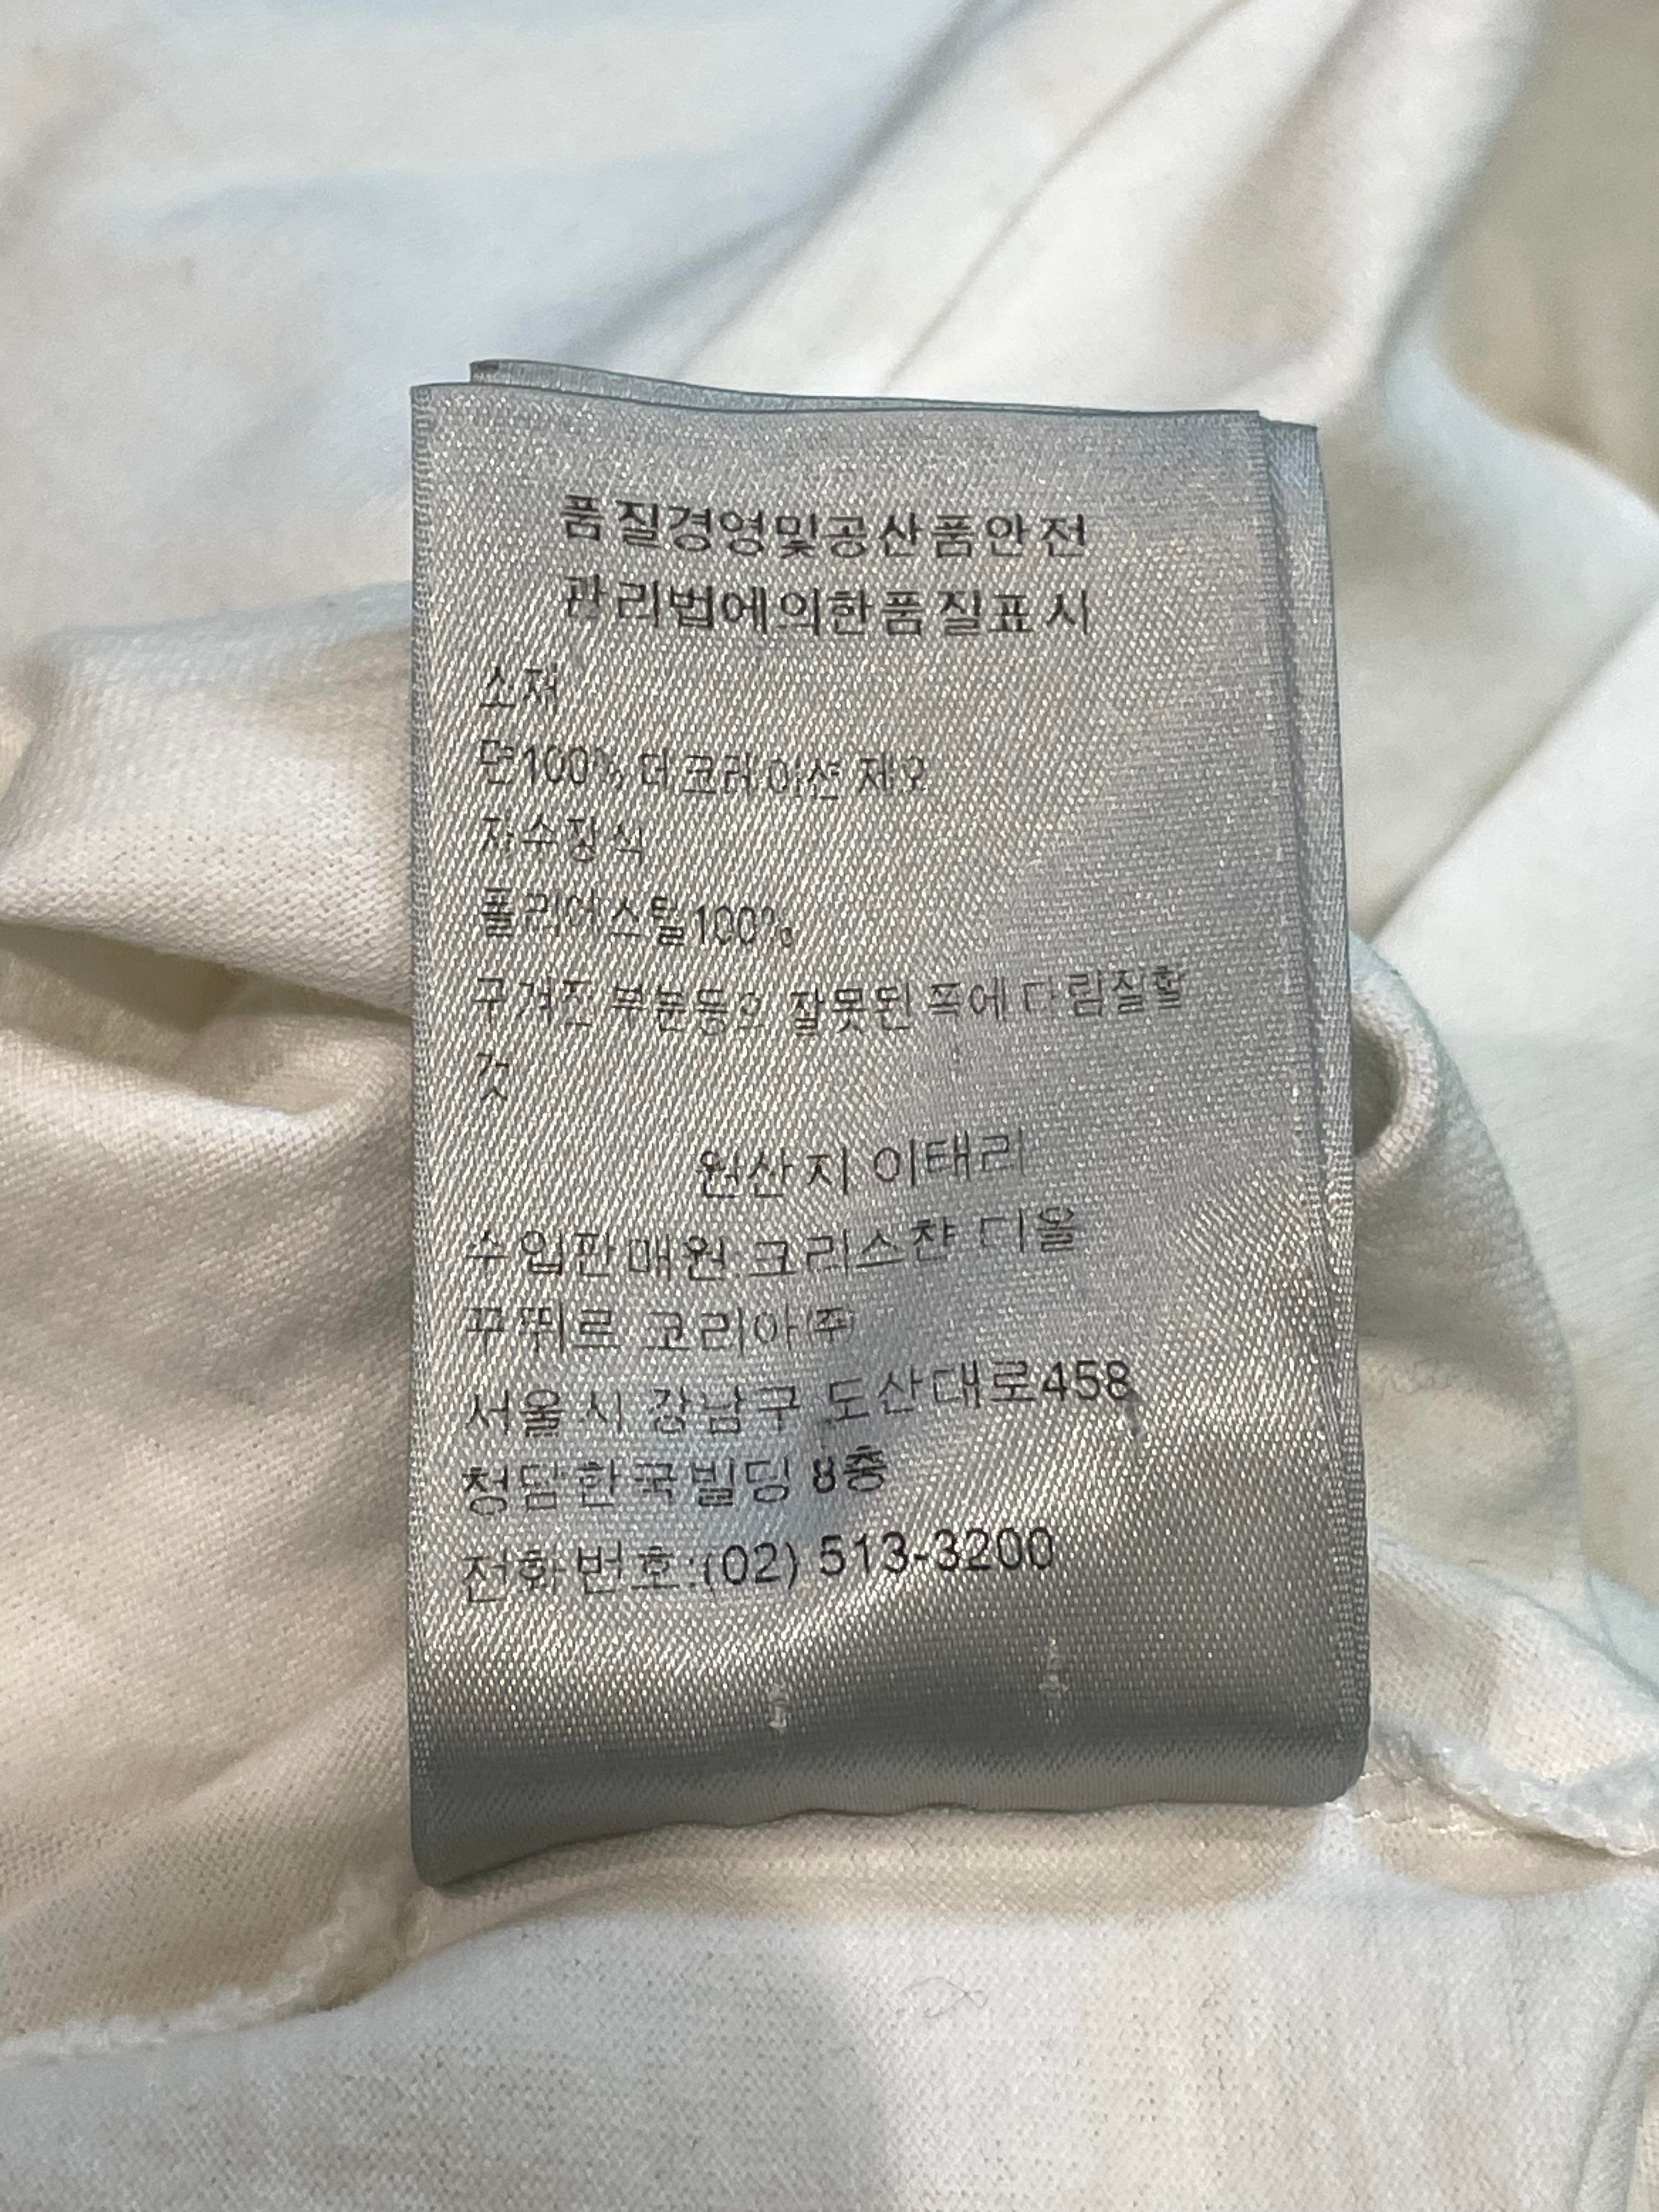 품질경영및공산품안전
관리법에의한품질표시
소재
면100% 데코레이션 제외
자수장식
폴리에스텔100%
구겨진 부분등의 잘못된 쪽에 다림질할
것
원산지 이태리
수입판매원 크리스챤 디올
꾸뛰르 코리아㈜
서울시 강남구 도산대로458
청담한국빌딩 8층
전화번호:(02) 513-3200